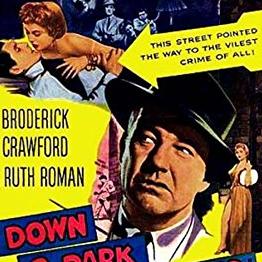 THIS STREET POINTED
THE WAY TO THE VILEST
CRIME OF ALL!
BRODERICK
CRAWFORD
RUTH ROMAN
DOWN
DARK